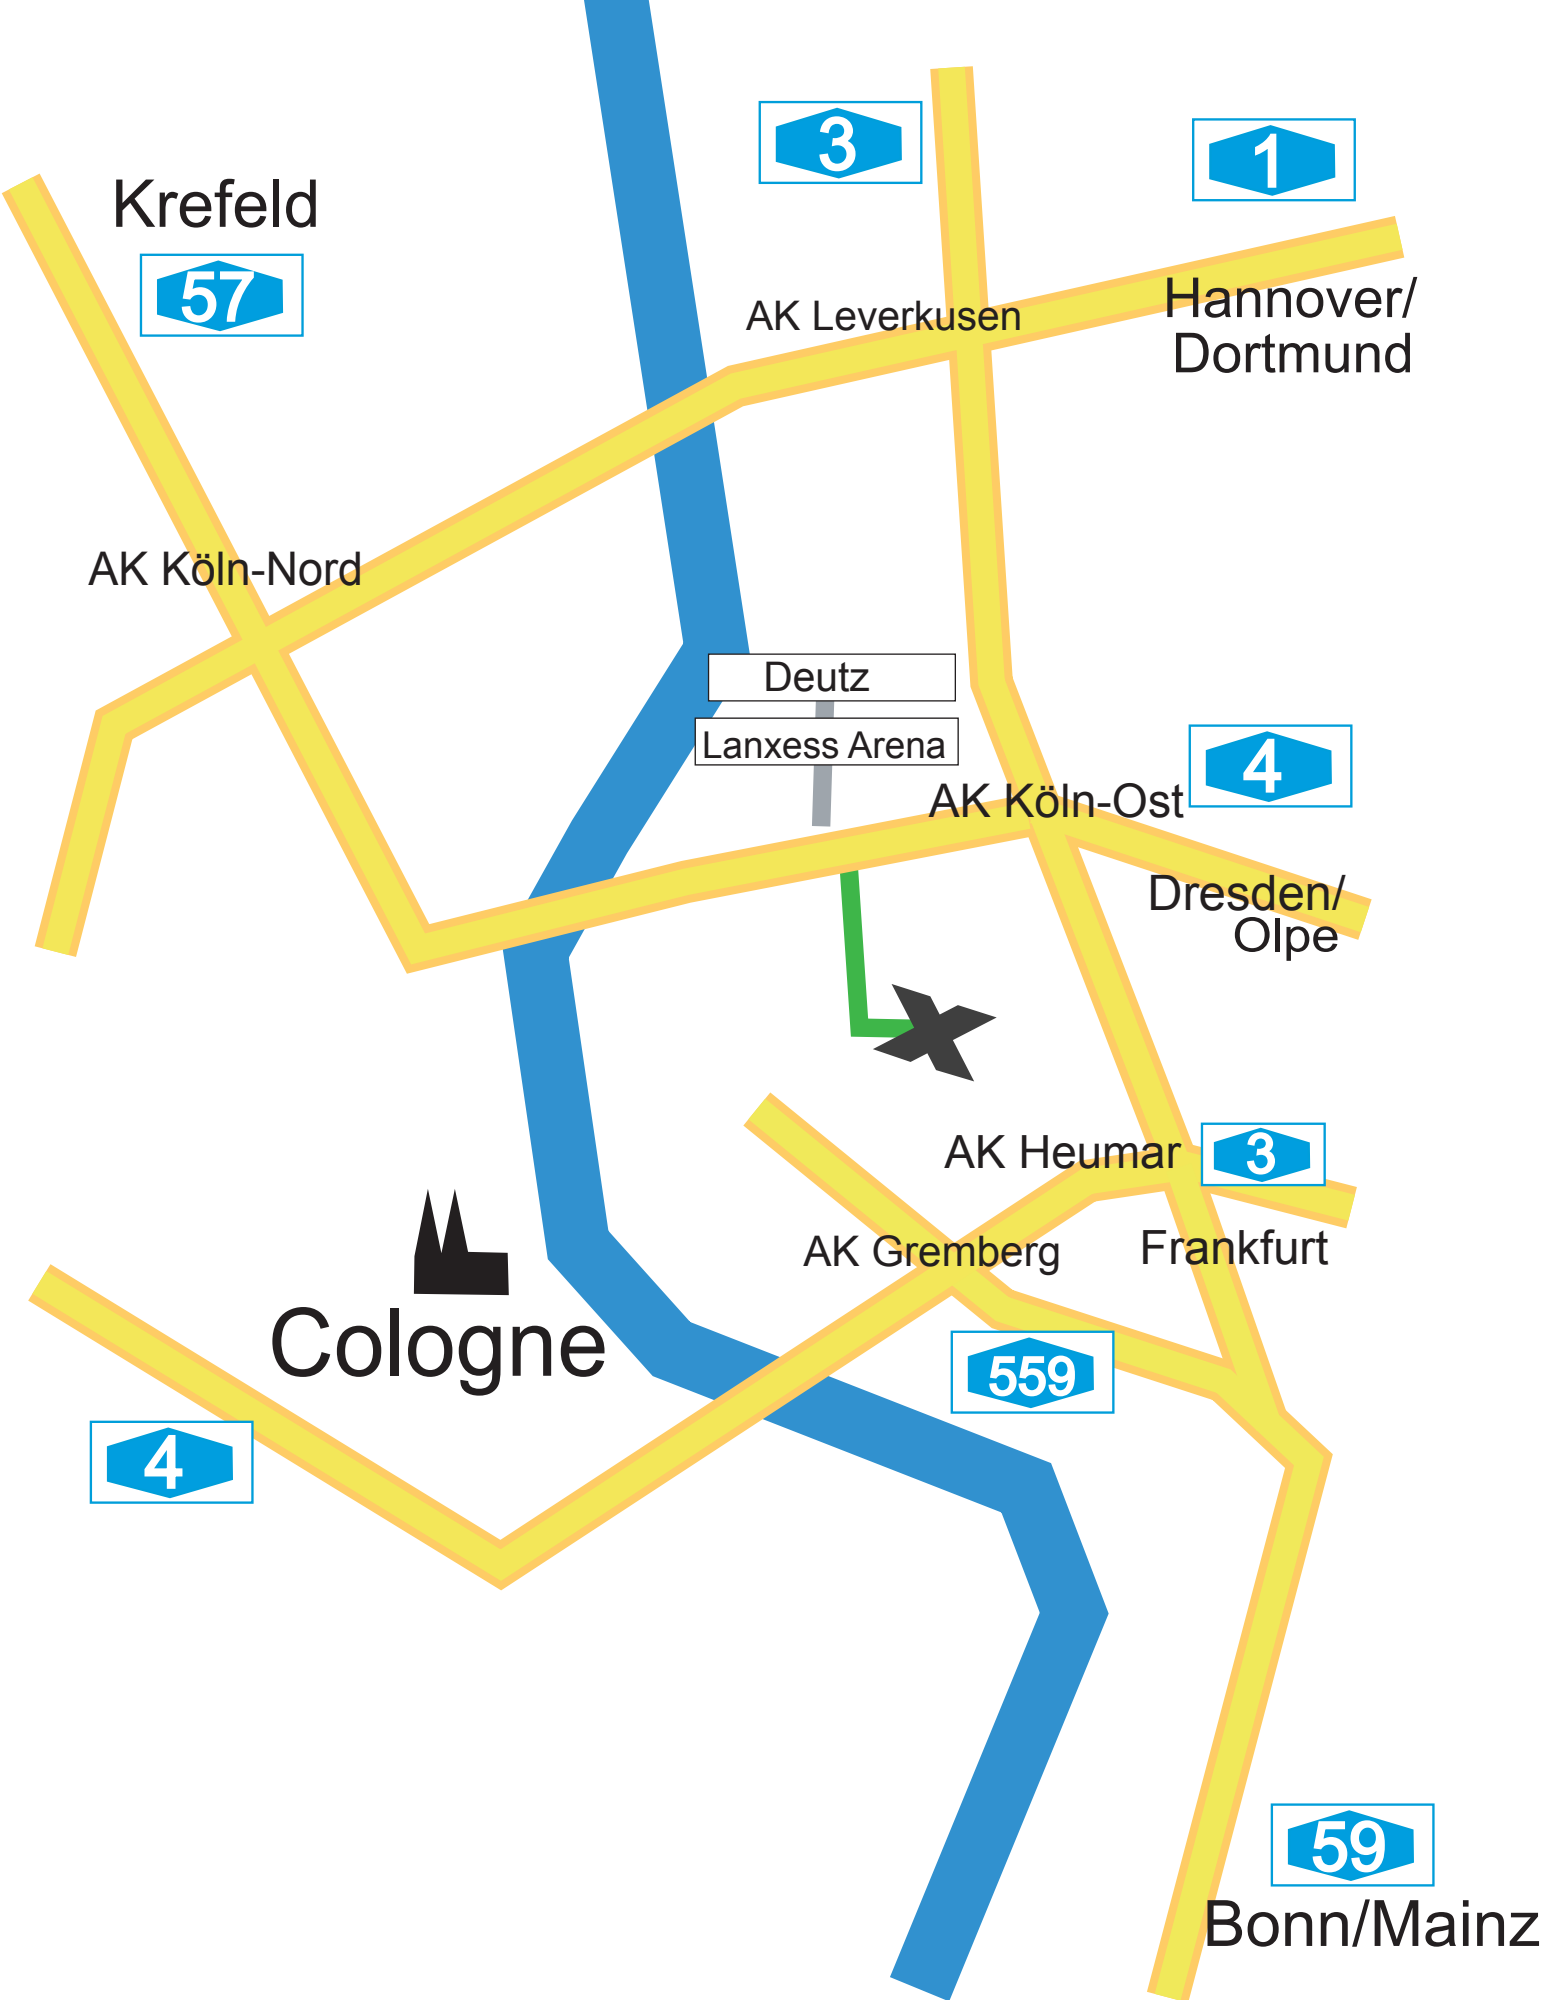 3
1
Krefeld
57
Hannover/
Dortmund
AK Leverkusen
AK Köln-Nord
Deutz
Lanxess Arena
4
AK Köln-Ost
Dresden/
Olpe
AK Heumar
3
AK Gremberg
Frankfurt
Cologne
559
4
59
Bonn/Mainz